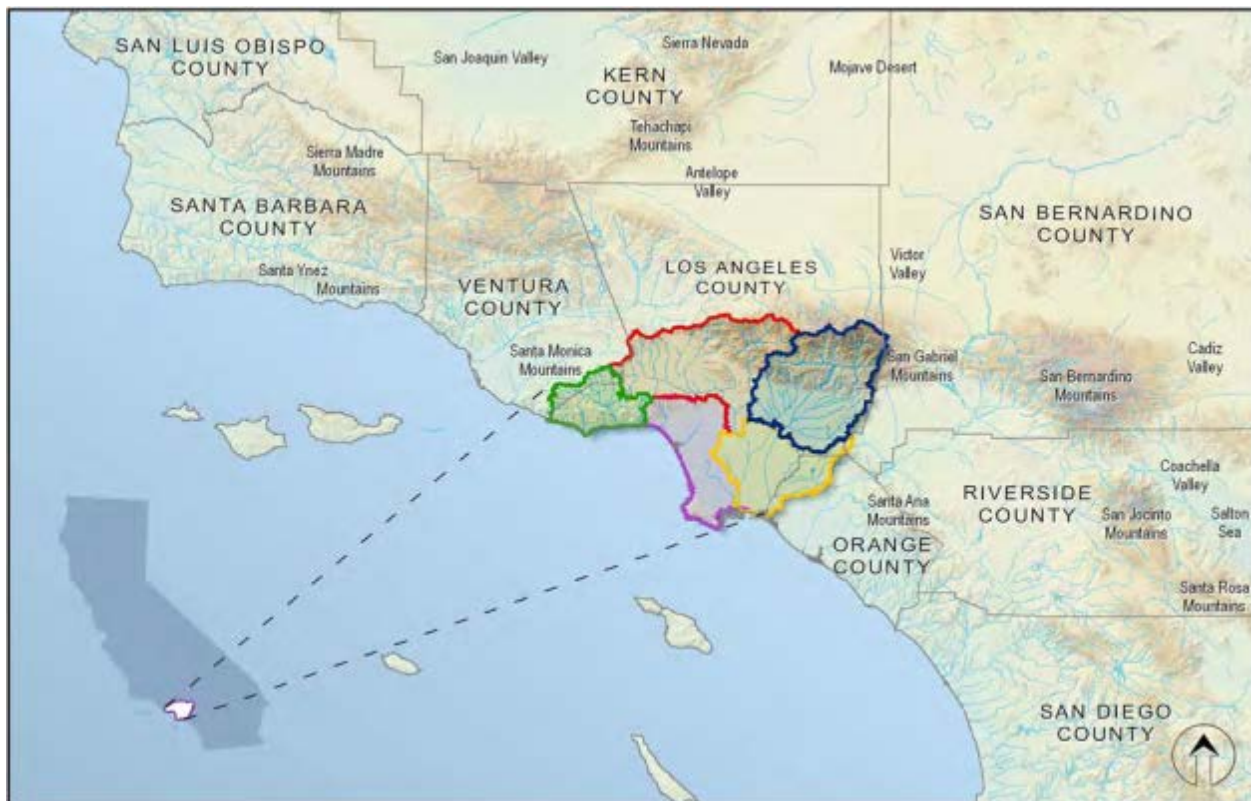 SAN LUIS OBISPO
COUNTY
San Joaquin Valley
Sierra Nevada
KERN
COUNTY
Mojave Desert
Tehachapi
Mountains
Sierra Madre
Mountains
Antelope
Valley
SANTA BARBARA
COUNTY
SAN BERNARDINO
COUNTY
Santa Ynez
Mountains
VENTURA
COUNTY
LOS ANGELES
COUNTY
Victor
Valley
Santa Monica
Mountains
San Gabriel
Mountains
San Bernardino
Mountains
Cadiz
Valley
Coachella
Valley
RIVERSIDE
COUNTY
Santa Ana
Mountains
San Jocinto
Mountains
Salton
Sea
ORANGE
COUNTY
Santa Rosa
Mountains
SAN DIEGO
COUNTY